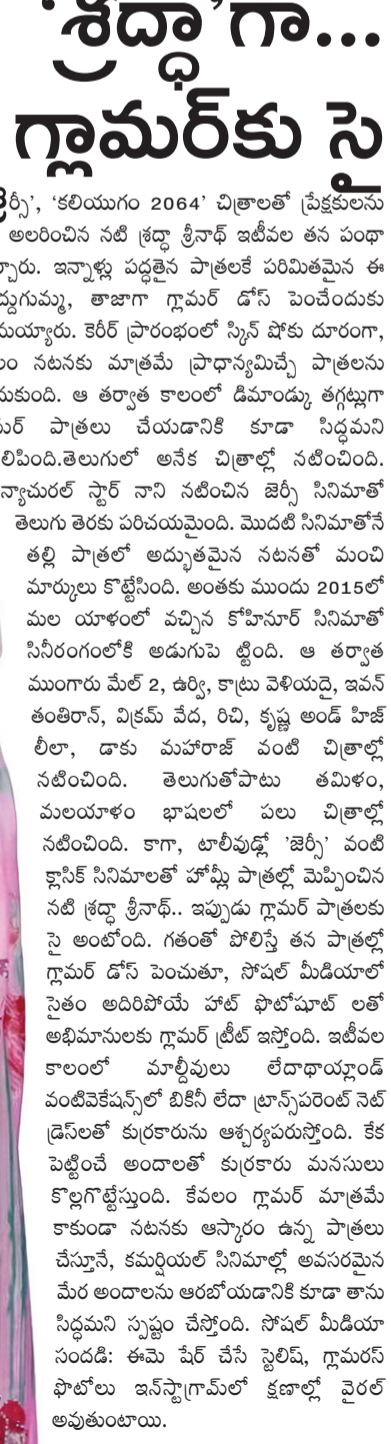 ‘శ్రద్ధా’గా...
గ్లామర్‌కు సై
జెర్సీ’, ‘కలియుగం 2064’ చిత్రాలతో ప్రేక్షకులను
అలరించిన నటి శ్రద్ధా శ్రీనాథ్ ఇటీవల తన పంథా
ర్చారు. ఇన్నాళ్లు పద్ధతైన పాత్రలకే పరిమితమైన ఈ
ద్దుగుమ్మ, తాజాగా గ్లామర్ డోస్ పెంచేందుకు
మయ్యారు. కెరీర్ ప్రారంభంలో స్కిన్ షోకు దూరంగా,
లం నటనకు మాత్రమే ప్రాధాన్యమిచ్చే పాత్రలను
చుకుంది. ఆ తర్వాత కాలంలో డిమాండ్కు తగ్గట్లుగా
మర్ పాత్రలు చేయడానికి కూడా సిద్ధమని
లిపింది.తెలుగులో అనేక చిత్రాల్లో నటించింది.
న్యాచురల్ స్టార్ నాని నటించిన జెర్సీ సినిమాతో
తెలుగు తెరకు పరిచయమైంది. మొదటి సినిమాతోనే
తల్లి పాత్రలో అద్భుతమైన నటనతో మంచి
మార్కులు కొట్టేసింది. అంతకు ముందు 2015లో
మల యాళంలో వచ్చిన కోహినూర్ సినిమాతో
సినీరంగంలోకి అడుగుపె ట్టింది. ఆ తర్వాత
ముంగారు మేల్ 2, ఉర్వి, కాట్రు వెళియదై, ఇవన్
తంతిరాన్, విక్రమ్ వేద, రిచి, కృష్ణ అండ్ హిజ్
లీలా, డాకు మహారాజ్ వంటి చిత్రాల్లో
నటించింది. తెలుగుతోపాటు తమిళం,
మలయాళం భాషలలో పలు చిత్రాల్లో
నటించింది. కాగా, టాలీవుడ్లో 'జెర్సీ' వంటి
క్లాసిక్ సినిమాలతో హోమ్లీ పాత్రల్లో మెప్పించిన
నటి శ్రద్ధా శ్రీనాథ్.. ఇప్పుడు గ్లామర్ పాత్రలకు
సై అంటోంది. గతంతో పోలిస్తే తన పాత్రల్లో
గ్లామర్ డోస్ పెంచుతూ, సోషల్ మీడియాలో
సైతం అదిరిపోయే హాట్ ఫొటోషూట్ లతో
అభిమానులకు గ్లామర్ ట్రీట్ ఇస్తోంది. ఇటీవల
కాలంలో మాల్దీవులు లేదాథాయ్లాండ్
వంటివెకేషన్స్‌లో బికినీ లేదా ట్రాన్స్‌పరెంట్ నెట్
డ్రెస్‌లతో కుర్రకారును ఆశ్చర్యపరుస్తోంది. కేక
పెట్టించే అందాలతో కుర్రకారు మనసులు
కొల్లగొట్టేస్తుంది. కేవలం గ్లామర్ మాత్రమే
కాకుండా నటనకు ఆస్కారం ఉన్న పాత్రలు
చేస్తూనే, కమర్షియల్ సినిమాల్లో అవసరమైన
మేర అందాలను ఆరబోయడానికి కూడా తాను
సిద్ధమని స్పష్టం చేస్తోంది. సోషల్ మీడియా
సందడి: ఈమె షేర్ చేసే స్టైలిష్, గ్లామరస్
ఫొటోలు ఇన్‌స్టాగ్రామ్‌లో క్షణాల్లో వైరల్
అవుతుంటాయి.